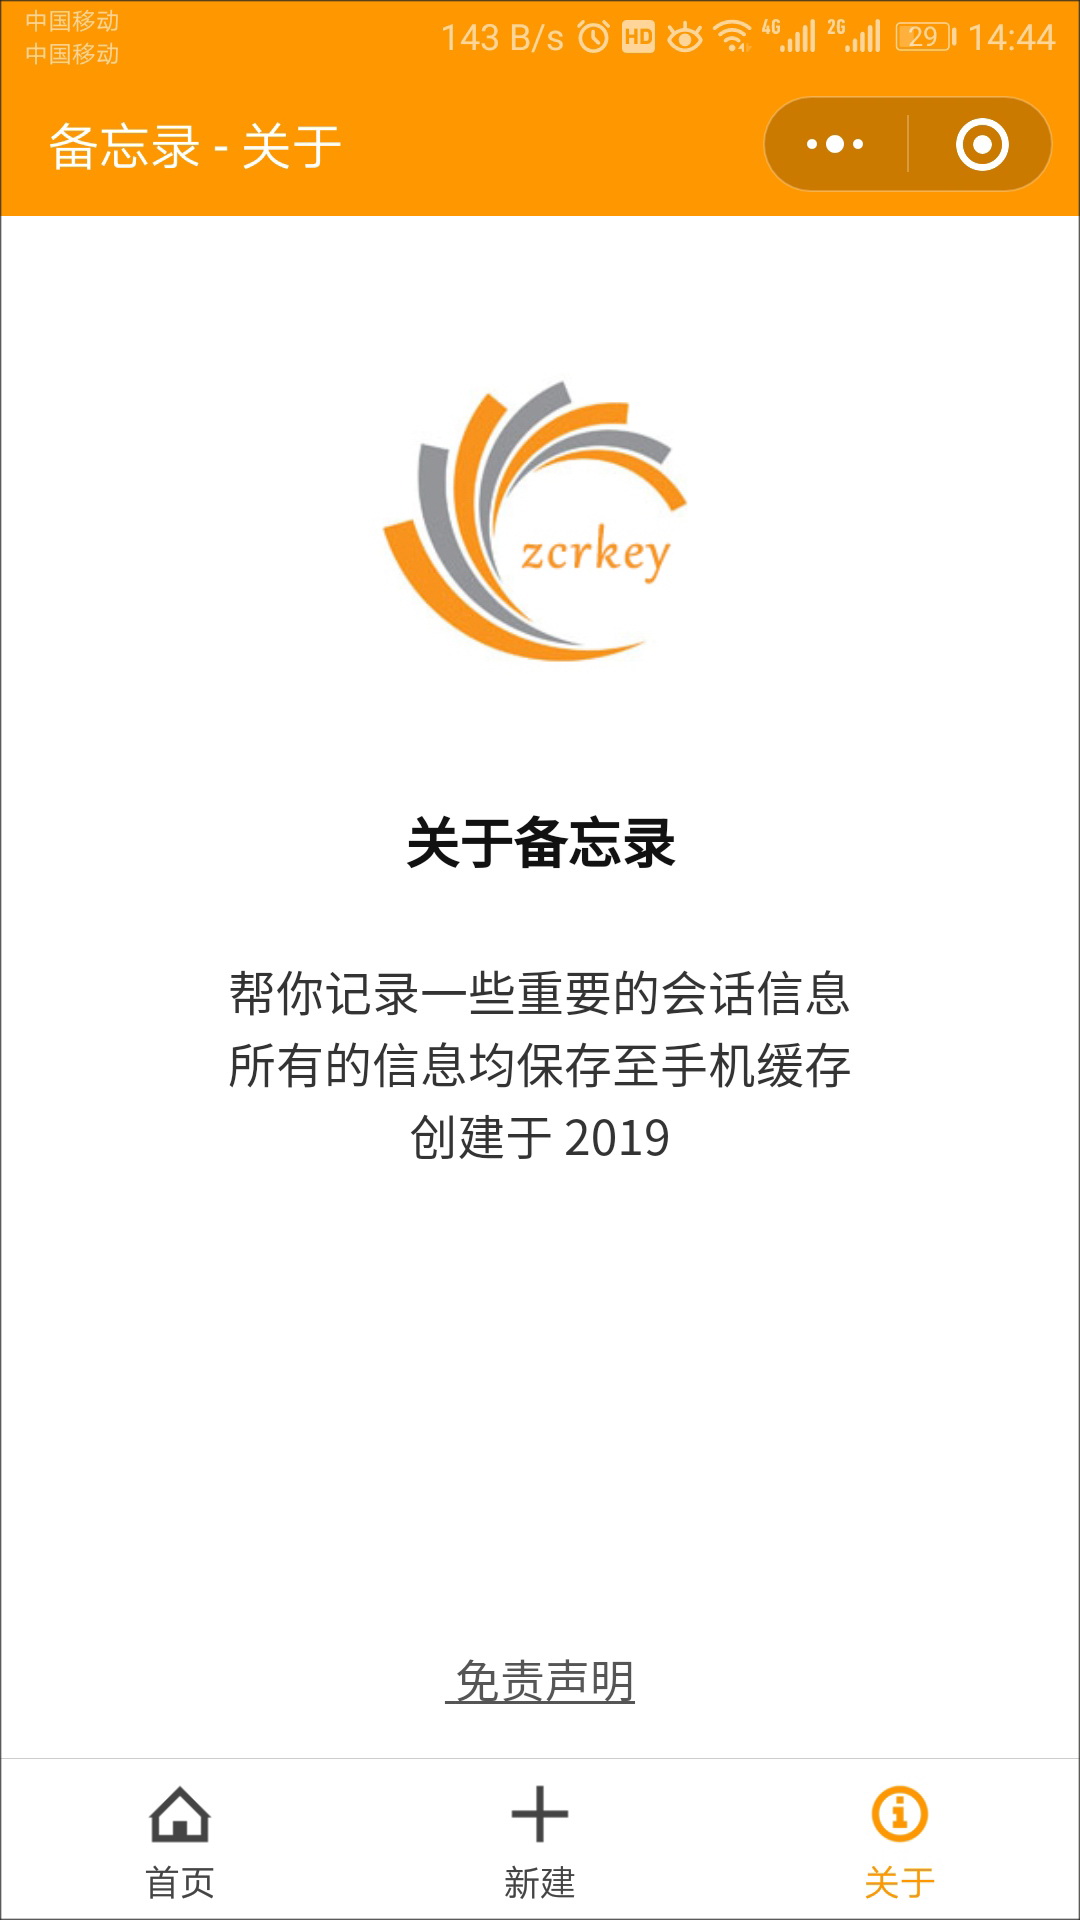 中国移动
中国移动
143 B/s HD 4G 2G 29 14:44
备忘录 - 关于
zcrkey
关于备忘录
帮你记录一些重要的会话信息
所有的信息均保存至手机缓存
创建于 2019
免责声明
首页 新建 关于